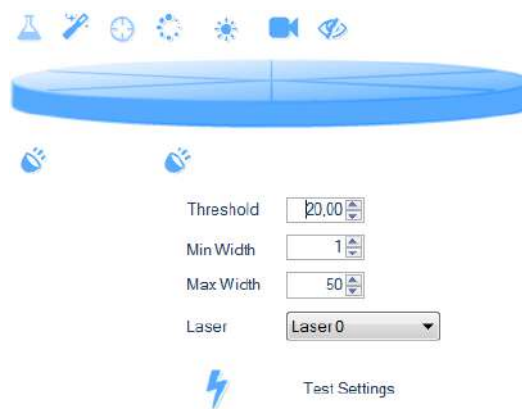 Threshold 20,00
Min Width 1
Max Width 50
Laser Laser 0
Test Settings